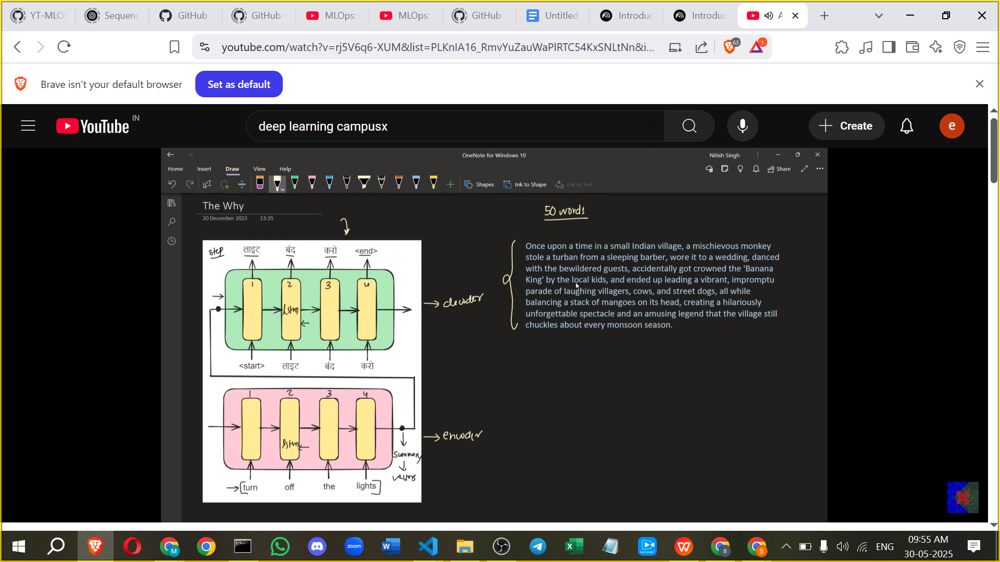 YT-MLO
Sequenc
GitHub -
GitHub -
MLOps:
MLOps:
GitHub -
Untitled
Introduc
Introduc
youtube.com/watch?v=rj5V6q6-XUM&list=PLKnIA16_RmvYuZauWaPlRTC54KxSNLtNn&i...
63
1
Brave isn't your default browser
Set as default
YouTube IN
deep learning campusx
Create
e
OneNote for Windows 10
Nitish Singh
Home Insert Draw View Help
Share
Shapes Ink to Shape Ink to Text
The Why
20 December 2023 13:35
50 words
Once upon a time in a small Indian village, a mischievous monkey
stole a turban from a sleeping barber, wore it to a wedding, danced
with the bewildered guests, accidentally got crowned the 'Banana
King' by the local kids, and ended up leading a vibrant, impromptu
parade of laughing villagers, cows, and street dogs, all while
balancing a stack of mangoes on its head, creating a hilariously
unforgettable spectacle and an amusing legend that the village still
chuckles about every monsoon season.
step लाइट बंद करो <end>
1 2 3 4
lstm
decoder
<start> लाइट बंद करो
1 2 3 4
lstm
encoder
Summary
vectors
turn off the lights
M
zoom
W
X
W
S
S
ENG
09:55 AM
30-05-2025